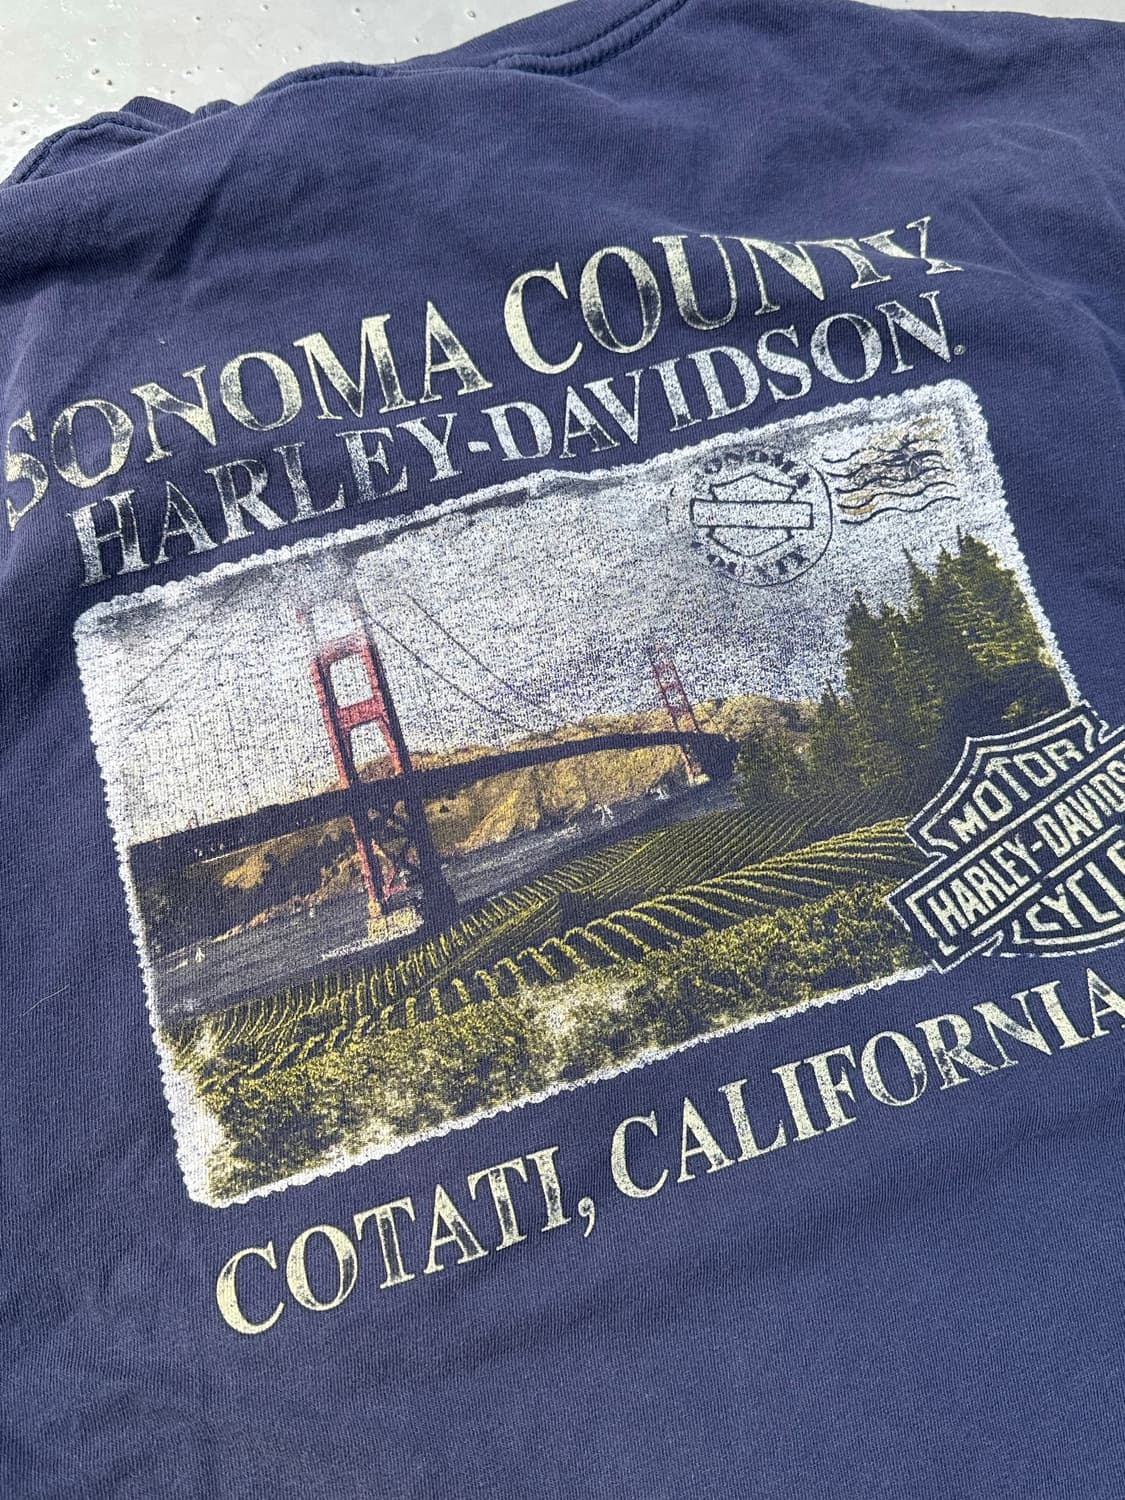 SONOMA COUNTY
HARLEY-DAVIDSON®
SONOMA
COUNTY
MOTOR
HARLEY-DAVIDS
CYCLE
COTATI, CALIFORNIA